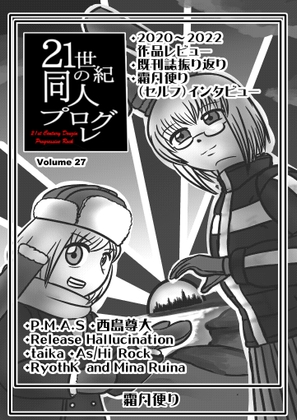 21世紀の
同人
プログレ
21st Century Doujin
Progressive Rock
Volume 27
・2020～2022
作品レビュー
・既刊誌振り返り
・霜月便り
(セルフ)インタビュー
・P.M.A.S ・西島尊大
・Release Hallucination
・taika ・As/Hi Rock
・RyothK and Mina Ruina
霜月便り